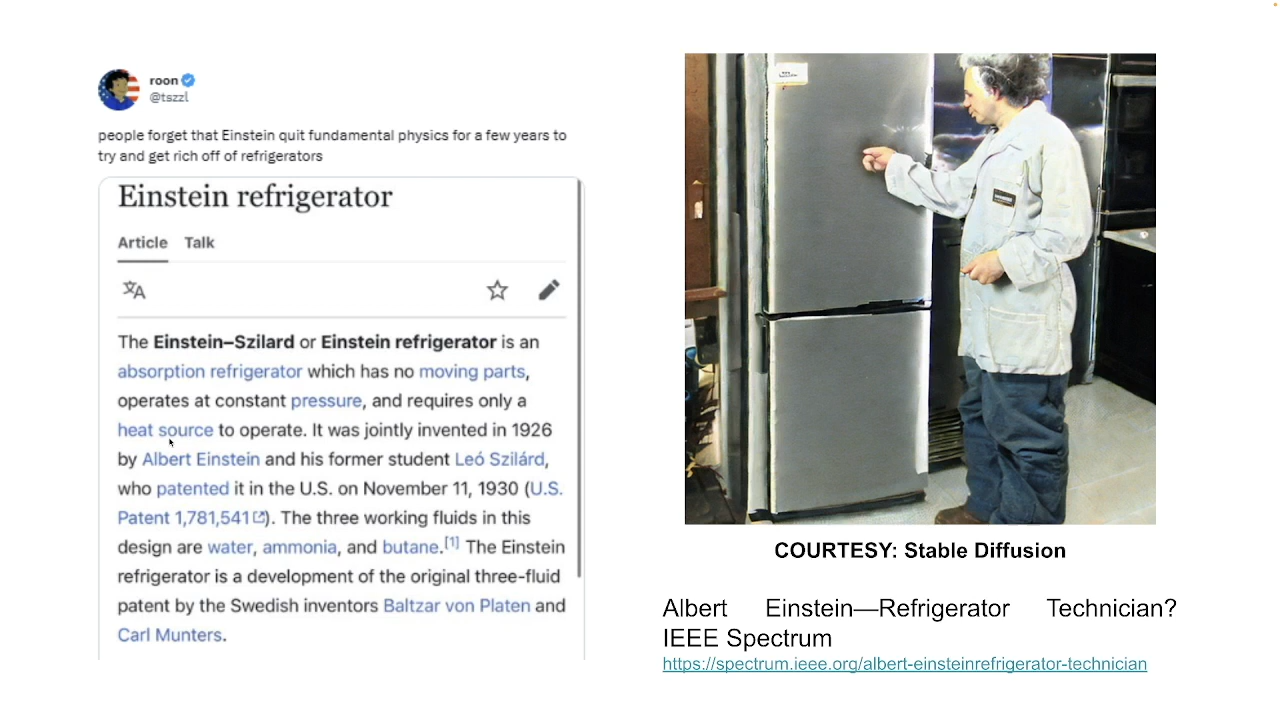 roon
@tszzl
people forget that Einstein quit fundamental physics for a few years to
try and get rich off of refrigerators
Einstein refrigerator
Article Talk
The Einstein–Szilard or Einstein refrigerator is an
absorption refrigerator which has no moving parts,
operates at constant pressure, and requires only a
heat source to operate. It was jointly invented in 1926
by Albert Einstein and his former student Leó Szilárd,
who patented it in the U.S. on November 11, 1930 (U.S.
Patent 1,781,541). The three working fluids in this
design are water, ammonia, and butane.[1] The Einstein
refrigerator is a development of the original three-fluid
patent by the Swedish inventors Baltzar von Platen and
Carl Munters.
COURTESY: Stable Diffusion
Albert Einstein—Refrigerator Technician?
IEEE Spectrum
https://spectrum.ieee.org/albert-einsteinrefrigerator-technician